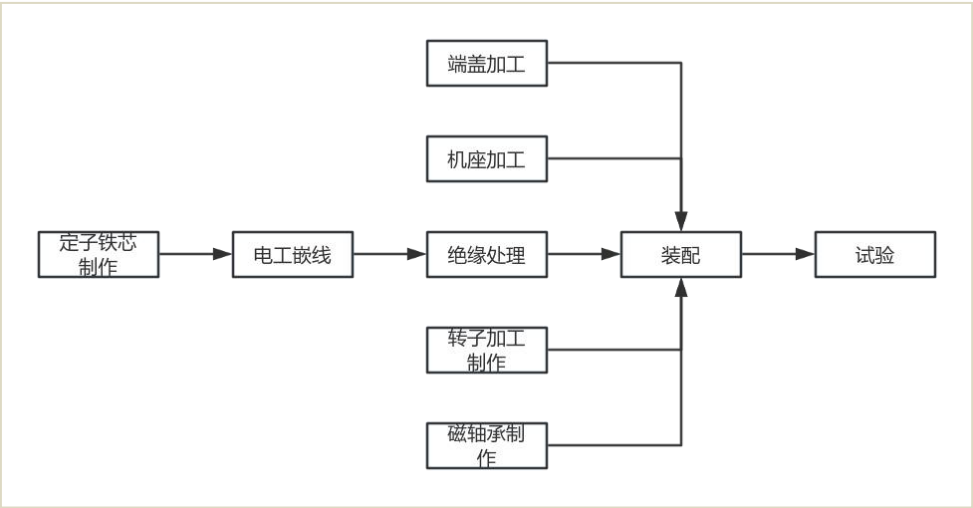 端盖加工
机座加工
定子铁芯
制作
电工嵌线
绝缘处理
装配
试验
转子加工
制作
磁轴承制
作